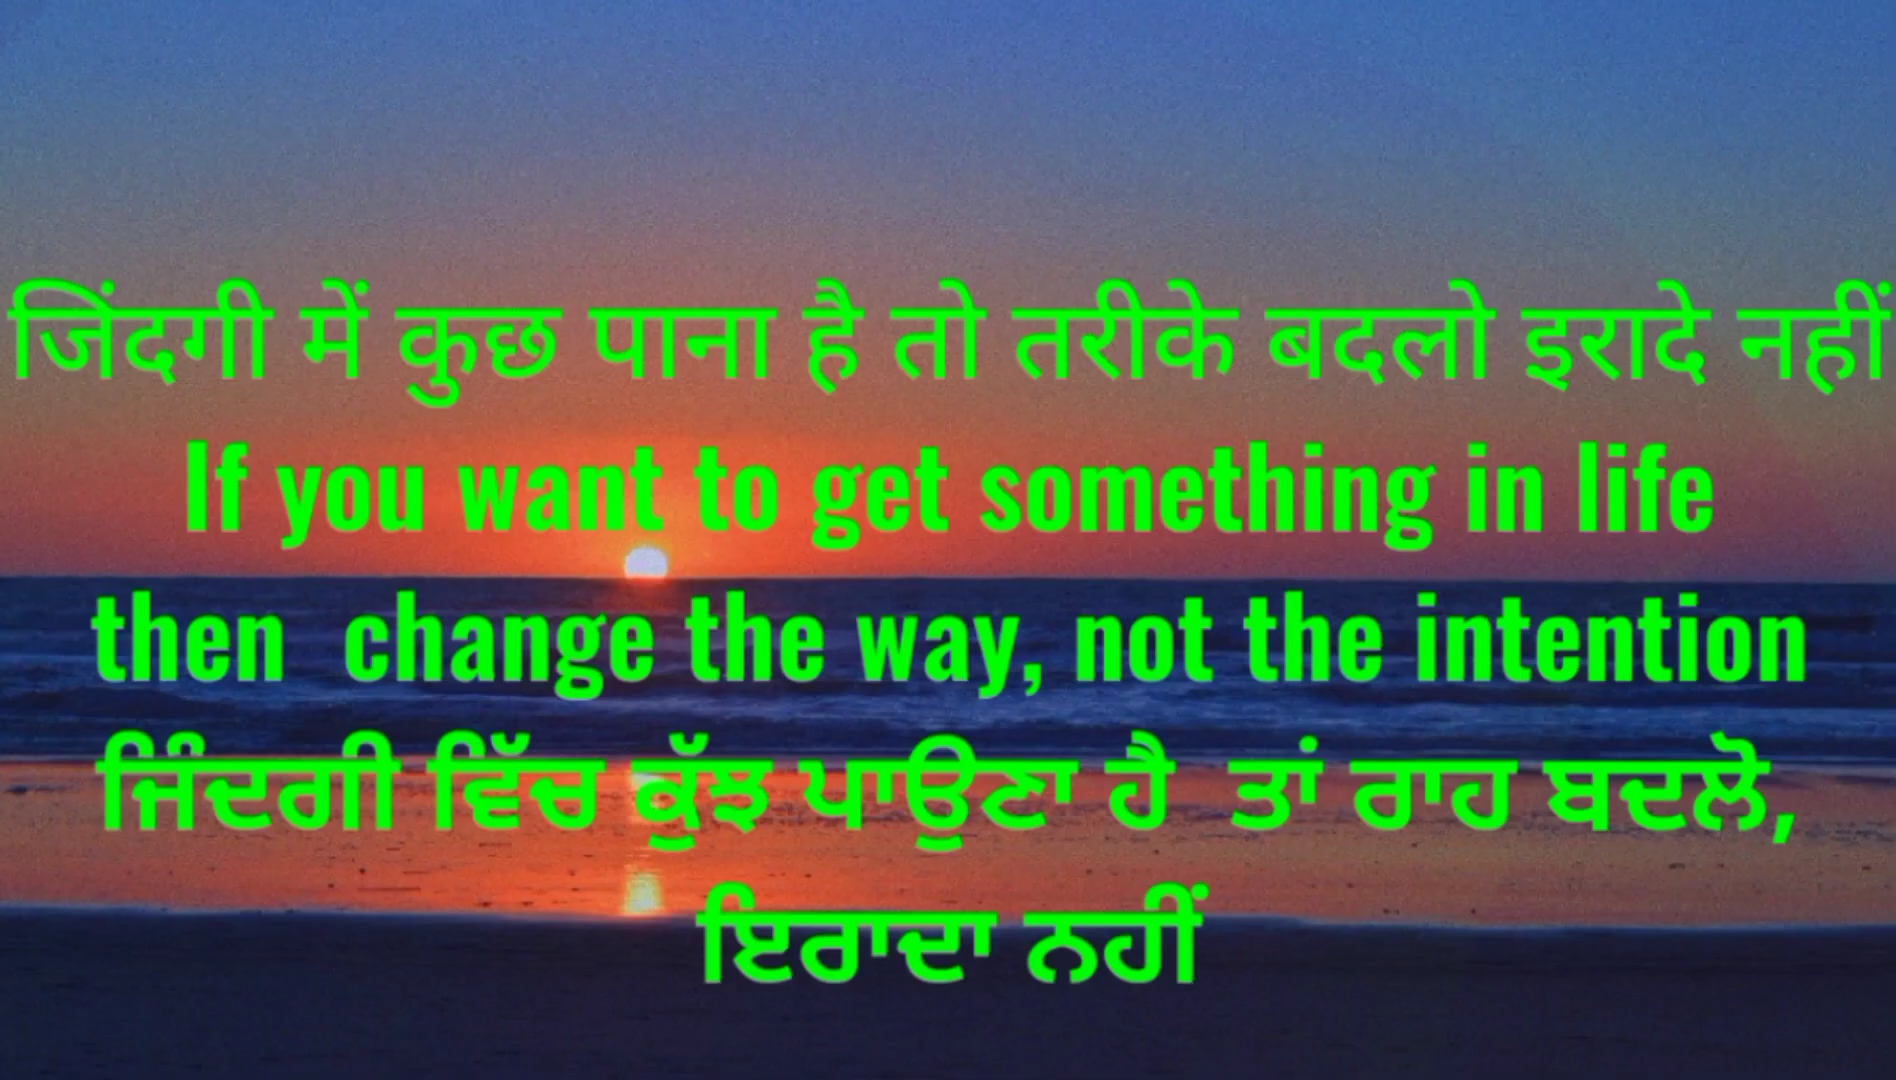 जिंदगी में कुछ पाना है तो तरीके बदलो इरादे नहीं
If you want to get something in life
then  change the way, not the intention
ਜਿੰਦਗੀ ਵਿੱਚ ਕੁੱਝ ਪਾਉਣਾ ਹੈ  ਤਾਂ ਰਾਹ ਬਦਲੋ,
ਇਰਾਦਾ ਨਹੀਂ